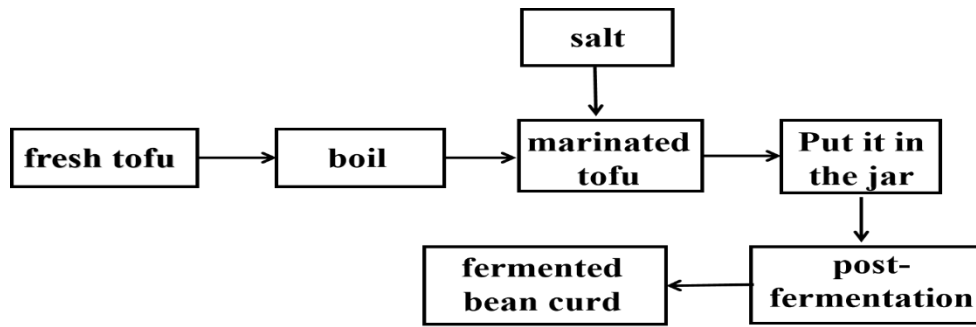 salt
fresh tofu
boil
marinated
tofu
Put it in
the jar
fermented
bean curd
post-
fermentation